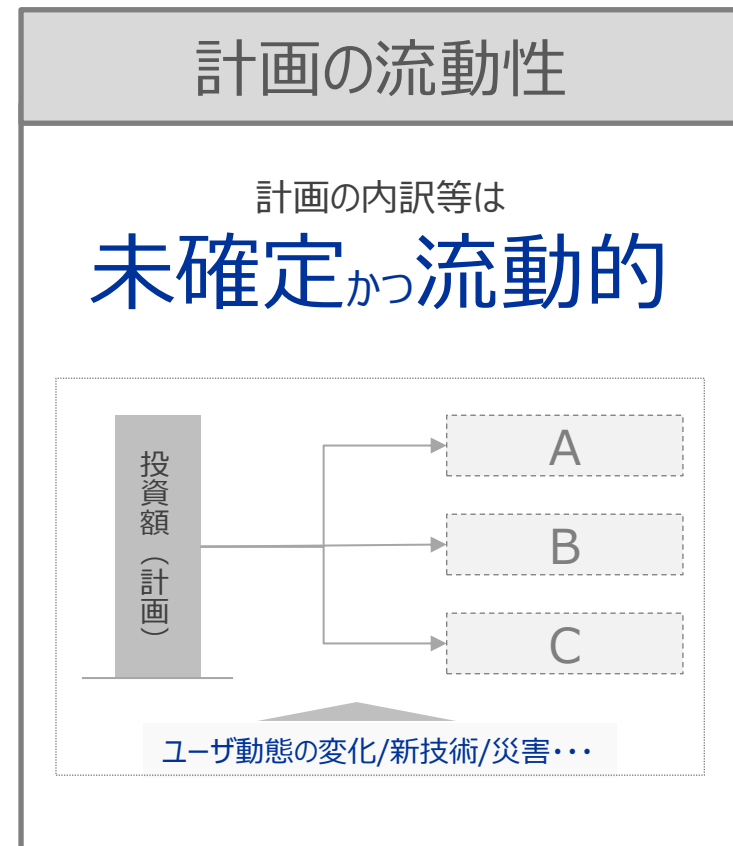 計画の流動性
計画の内訳等は
未確定かつ流動的
投資額（計画）
A
B
C
ユーザ動態の変化/新技術/災害・・・